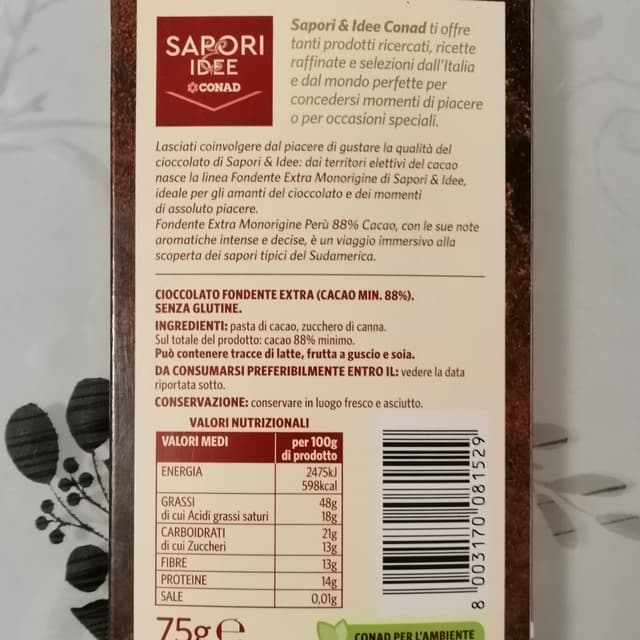 SAPORI
&
IDEE
CONAD
Sapori & Idee Conad ti offre
tanti prodotti ricercati, ricette
raffinate e selezioni dall'Italia
e dal mondo perfette per
concedersi momenti di piacere
o per occasioni speciali.
Lasciati coinvolgere dal piacere di gustare la qualità del
cioccolato di Sapori & Idee: dai territori elettivi del cacao
nasce la linea Fondente Extra Monorigine di Sapori & Idee,
ideale per gli amanti del cioccolato e dei momenti
di assoluto piacere.
Fondente Extra Monorigine Perù 88% Cacao, con le sue note
aromatiche intense e decise, è un viaggio immersivo alla
scoperta dei sapori tipici del Sudamerica.
CIOCCOLATO FONDENTE EXTRA (CACAO MIN. 88%).
SENZA GLUTINE.
INGREDIENTI: pasta di cacao, zucchero di canna.
Sul totale del prodotto: cacao 88% minimo.
Può contenere tracce di latte, frutta a guscio e soia.
DA CONSUMARSI PREFERIBILMENTE ENTRO IL: vedere la data
riportata sotto.
CONSERVAZIONE: conservare in luogo fresco e asciutto.
VALORI NUTRIZIONALI
VALORI MEDI per 100g
di prodotto
ENERGIA 2475kJ
598kcal
GRASSI 48g
di cui Acidi grassi saturi 18g
CARBOIDRATI 21g
di cui Zuccheri 13g
FIBRE 13g
PROTEINE 14g
SALE 0,01g
8 003170 081529
75g e
CONAD PER L'AMBIENTE